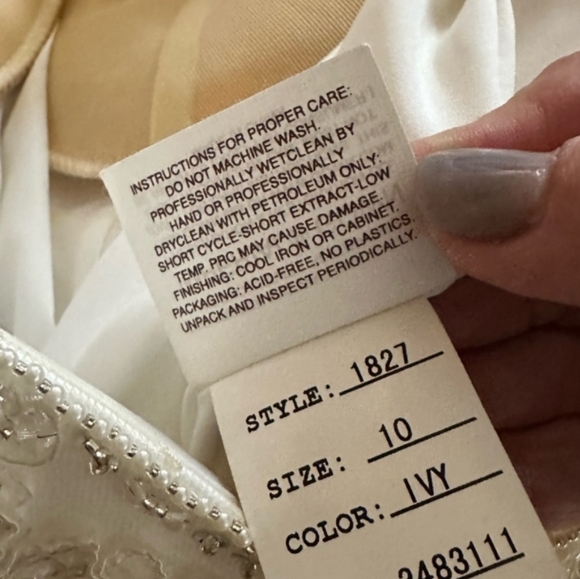 INSTRUCTIONS FOR PROPER CARE:
DO NOT MACHINE WASH.
PROFESSIONALLY WETCLEAN BY
HAND OR PROFESSIONALLY
DRYCLEAN WITH PETROLEUM ONLY:
SHORT CYCLE-SHORT EXTRACT-LOW
TEMP. PRC MAY CAUSE DAMAGE.
FINISHING: COOL IRON OR CABINET.
PACKAGING: ACID-FREE, NO PLASTICS.
UNPACK AND INSPECT PERIODICALLY.
STYLE: 1827
SIZE: 10
COLOR: IVY
2483111